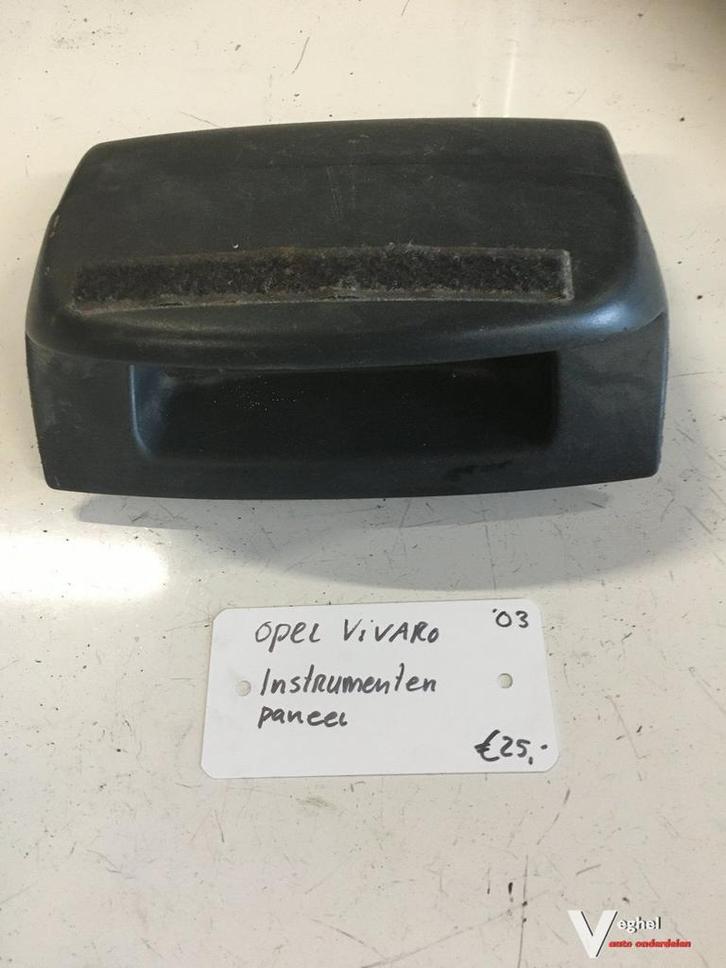 Opel Vivaro '03
Instrumenten
paneel
€25,-
Veghel
auto onderdelen